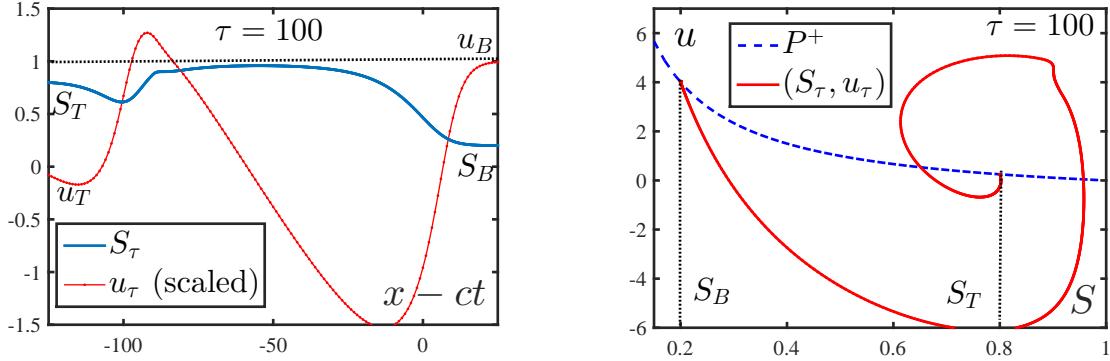 τ = 100
1.5
1
0.5
0
-0.5
-1
-1.5
u_B
S_T
S_B
u_T
S_τ
u_τ (scaled)
x − ct
-100
-50
0
τ = 100
6
4
2
0
-2
-4
-6
u
P^+
(S_τ, u_τ)
S_B
S_T
S
0.2
0.4
0.6
0.8
1